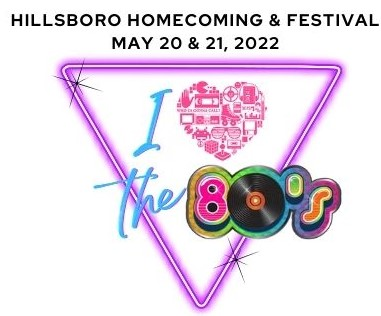 HILLSBORO HOMECOMING & FESTIVAL
MAY 20 & 21, 2022
I
the 80's